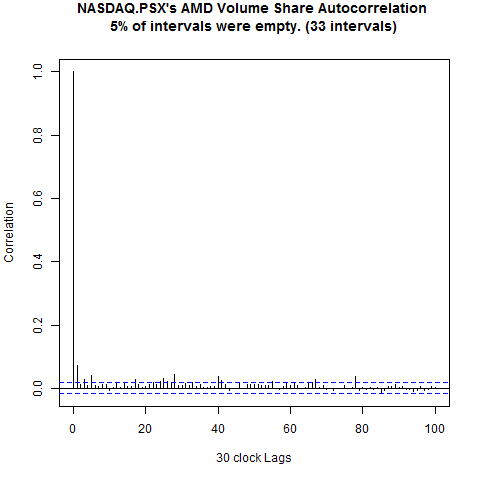 NASDAQ.PSX's AMD Volume Share Autocorrelation
5% of intervals were empty. (33 intervals)
Correlation
1.0
0.8
0.6
0.4
0.2
0.0
0 20 40 60 80 100
30 clock Lags